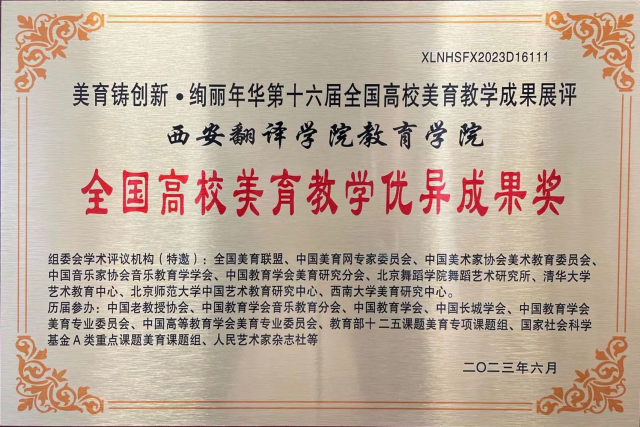 XLNHSFX2023D16111
美育铸创新·绚丽年华第十六届全国高校美育教学成果展评
西安翻译学院教育学院
全国高校美育教学优异成果奖
组委会学术评议机构（特邀）：全国美育联盟、中国美育网专家委员会、中国美术家协会美术教育委员会、
中国音乐家协会音乐教育学学会、中国教育学会美育研究分会、北京舞蹈学院舞蹈艺术研究所、清华大学
艺术教育中心、北京师范大学中国艺术教育研究中心、西南大学美育研究中心。
历届参办：中国老教授协会、中国教育学会音乐教育分会、中国教育学会、中国长城学会、中国教育学会
美育专业委员会、中国高等教育学会美育专业委员会、教育部十二五课题美育专项课题组、国家社会科学
基金A类重点课题美育课题组、人民艺术家杂志社等
二〇二三年六月